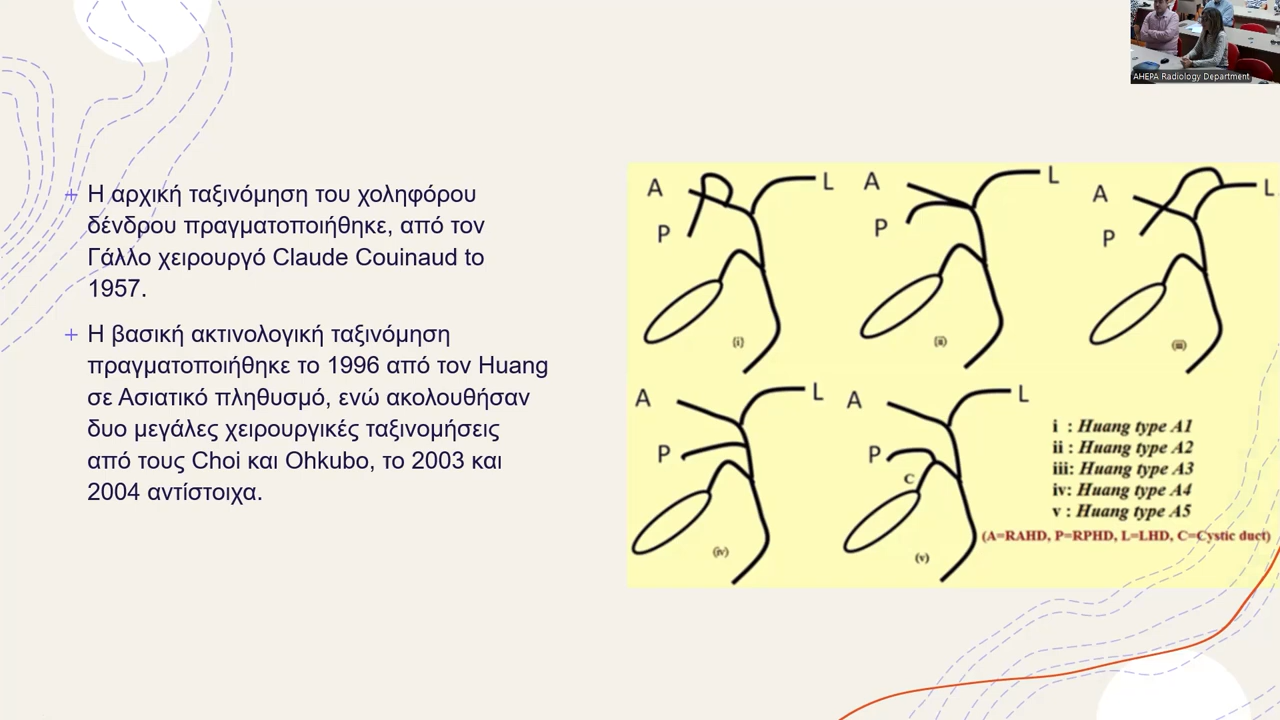 AHEPA Radiology Department
+ Η αρχική ταξινόμηση του χοληφόρου
δένδρου πραγματοποιήθηκε, από τον
Γάλλο χειρουργό Claude Couinaud to
1957.
+ Η βασική ακτινολογική ταξινόμηση
πραγματοποιήθηκε το 1996 από τον Huang
σε Ασιατικό πληθυσμό, ενώ ακολουθήσαν
δυο μεγάλες χειρουργικές ταξινομήσεις
από τους Choi και Ohkubo, το 2003 και
2004 αντίστοιχα.
A L
P
(i)
A L
P
(ii)
A L
P
(iii)
A L
P
(iv)
A L
P
C
(v)
i : Huang type A1
ii : Huang type A2
iii: Huang type A3
iv: Huang type A4
v : Huang type A5
(A=RAHD, P=RPHD, L=LHD, C=Cystic duct)